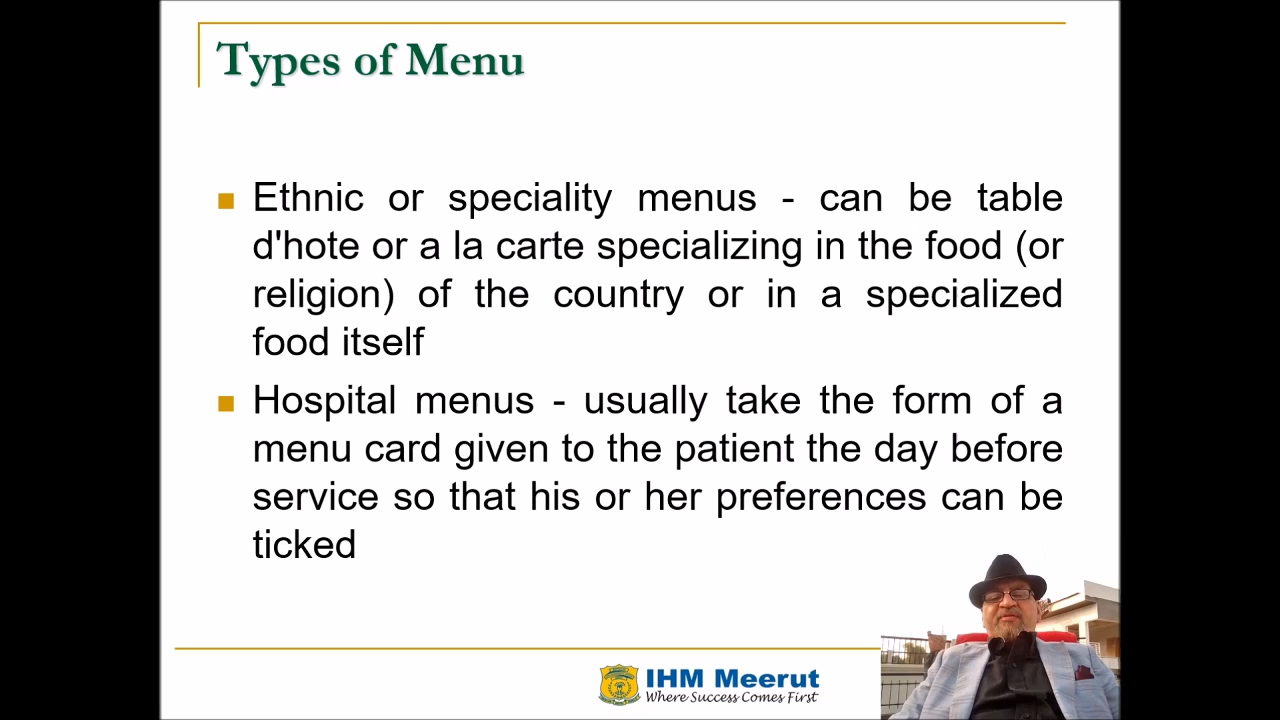 Types of Menu
Ethnic or speciality menus - can be table
d'hote or a la carte specializing in the food (or
religion) of the country or in a specialized
food itself
Hospital menus - usually take the form of a
menu card given to the patient the day before
service so that his or her preferences can be
ticked
IHM Meerut
Where Success Comes First